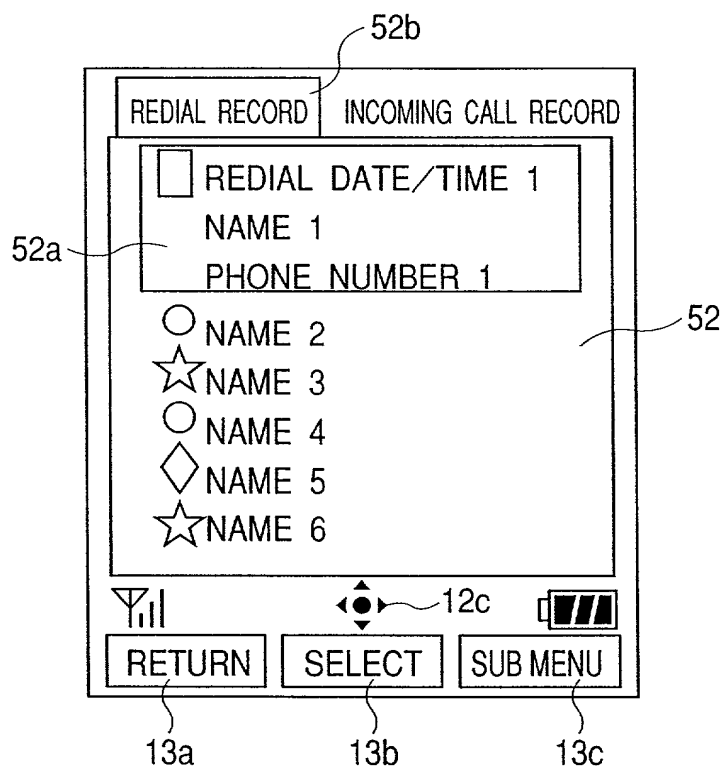 52b
REDIAL RECORD INCOMING CALL RECORD
REDIAL DATE/TIME 1
NAME 1
52a
PHONE NUMBER 1
52
NAME 2
NAME 3
NAME 4
NAME 5
NAME 6
12c
RETURN SELECT SUB MENU
13a 13b 13c